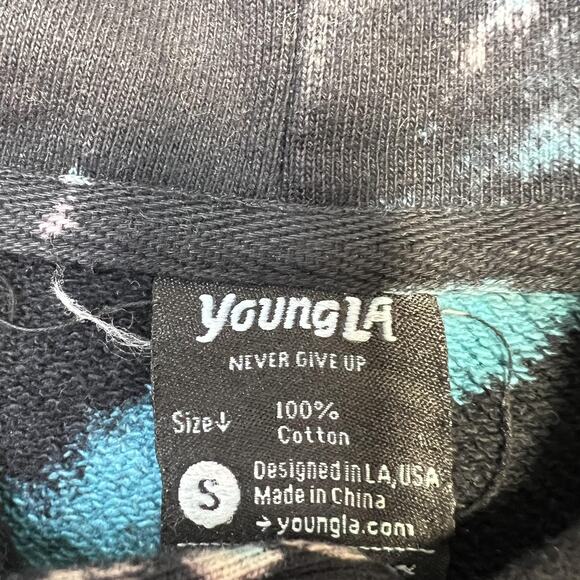 YoungLA
NEVER GIVE UP
Size↓
100%
Cotton
S
Designed in LA, USA
Made in China
→ youngla.com